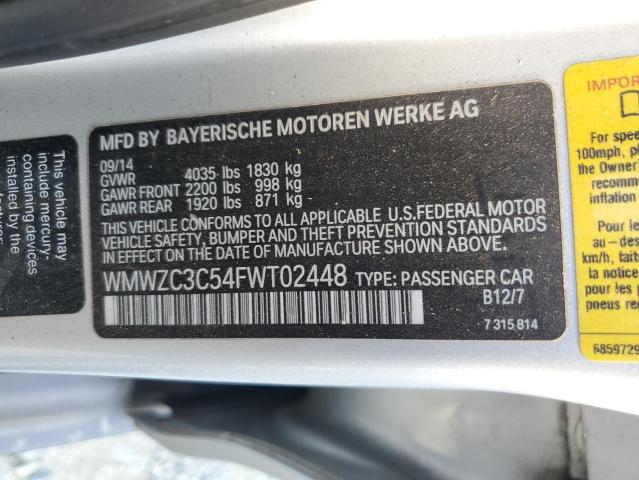 MFD BY BAYERISCHE MOTOREN WERKE AG
09/14
GVWR 4035 lbs 1830 kg
GAWR FRONT 2200 lbs 998 kg
GAWR REAR 1920 lbs 871 kg
THIS VEHICLE CONFORMS TO ALL APPLICABLE U.S.FEDERAL MOTOR
VEHICLE SAFETY, BUMPER AND THEFT PREVENTION STANDARDS
IN EFFECT ON THE DATE OF MANUFACTURE SHOWN ABOVE.
WMWZC3C54FWT02448 TYPE: PASSENGER CAR
B12/7
7 315 814
This vehicle may
include mercury-
containing devices
installed by the
IMPOR
For spee
100mph, pl
the Owner
recomm
inflation
Pour
au - des
km/h, faits
la notice
pour les
pneus rec
6859729